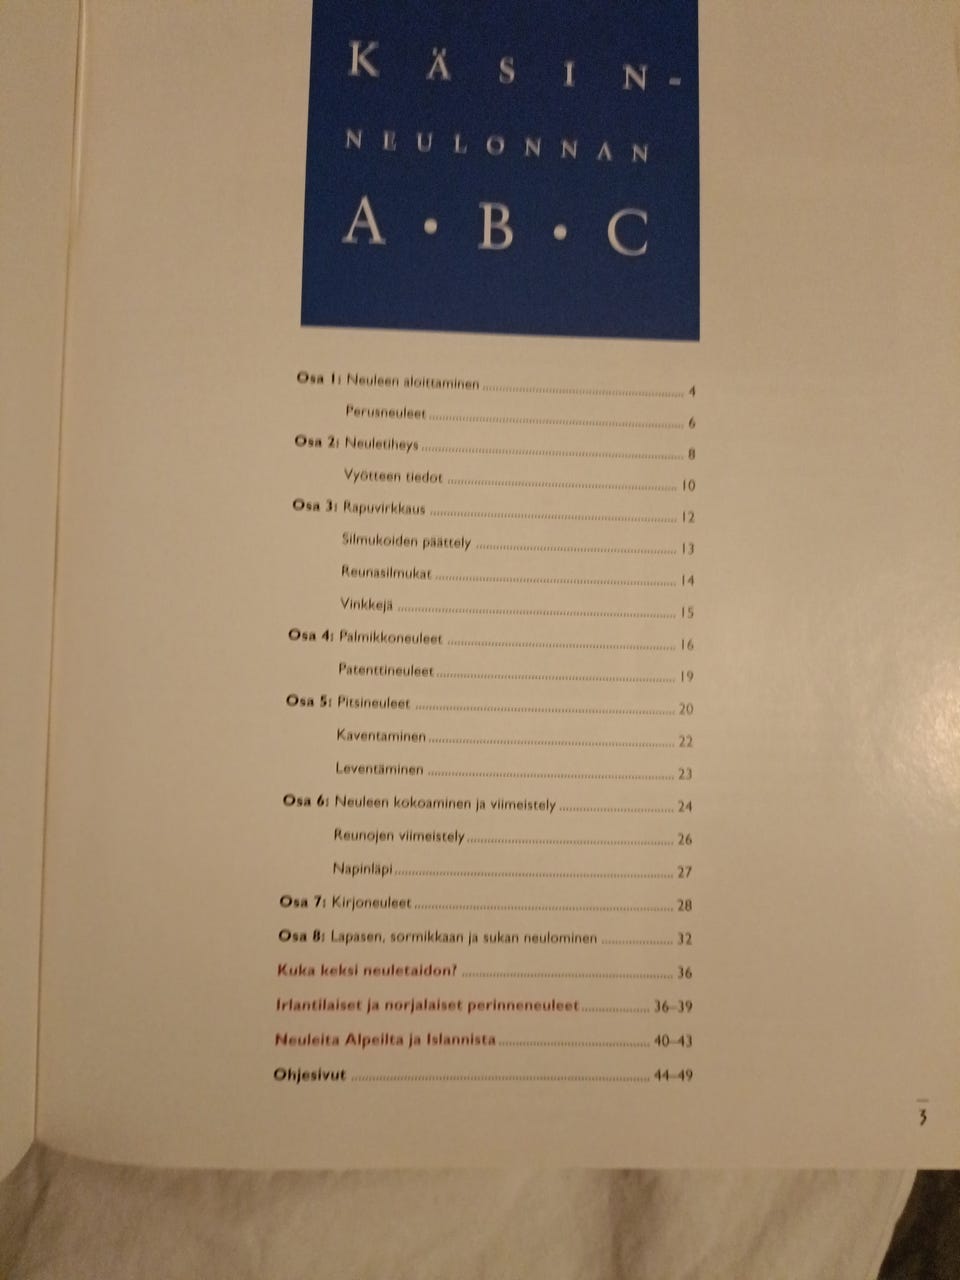 KÄSIN-
NEULONNAN
A • B • C
Osa 1: Neuleen aloittaminen 4
Perusneuleet 6
Osa 2: Neuletiheys 8
Vyötteen tiedot 10
Osa 3: Rapuvirkkaus 12
Silmukoiden päättely 13
Reunasilmukat 14
Vinkkejä 15
Osa 4: Palmikkoneuleet 16
Patenttineuleet 19
Osa 5: Pitsineuleet 20
Kaventaminen 22
Leventäminen 23
Osa 6: Neuleen kokoaminen ja viimeistely 24
Reunojen viimeistely 26
Napinläpi 27
Osa 7: Kirjoneuleet 28
Osa 8: Lapasen, sormikkaan ja sukan neulominen 32
Kuka keksi neuletaidon? 36
Irlantilaiset ja norjalaiset perinneneuleet 36–39
Neuleita Alpeilta ja Islannista 40–43
Ohjesivut 44–49
3